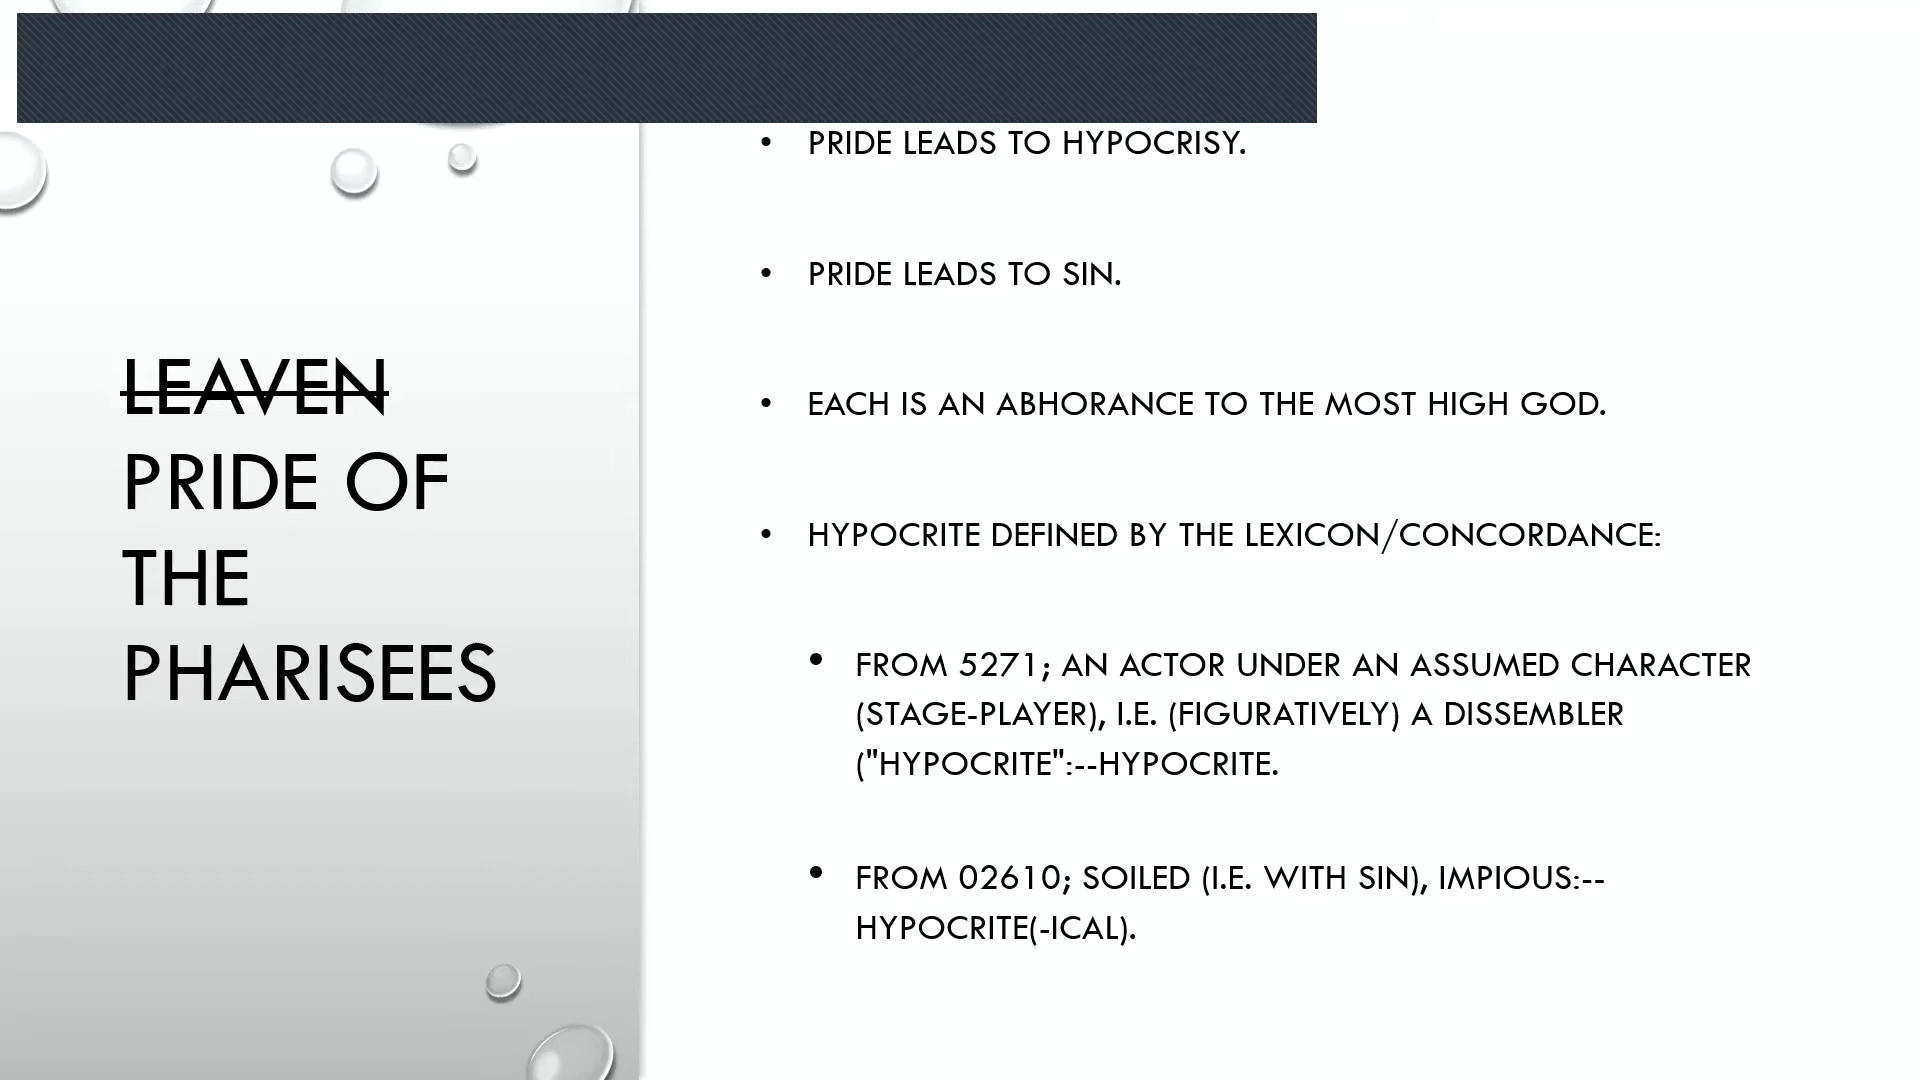 LEAVEN
PRIDE OF
THE
PHARISEES
• PRIDE LEADS TO HYPOCRISY.
• PRIDE LEADS TO SIN.
• EACH IS AN ABHORANCE TO THE MOST HIGH GOD.
• HYPOCRITE DEFINED BY THE LEXICON/CONCORDANCE:
• FROM 5271; AN ACTOR UNDER AN ASSUMED CHARACTER
(STAGE-PLAYER), I.E. (FIGURATIVELY) A DISSEMBLER
("HYPOCRITE":--HYPOCRITE.
• FROM 02610; SOILED (I.E. WITH SIN), IMPIOUS:--
HYPOCRITE(-ICAL).